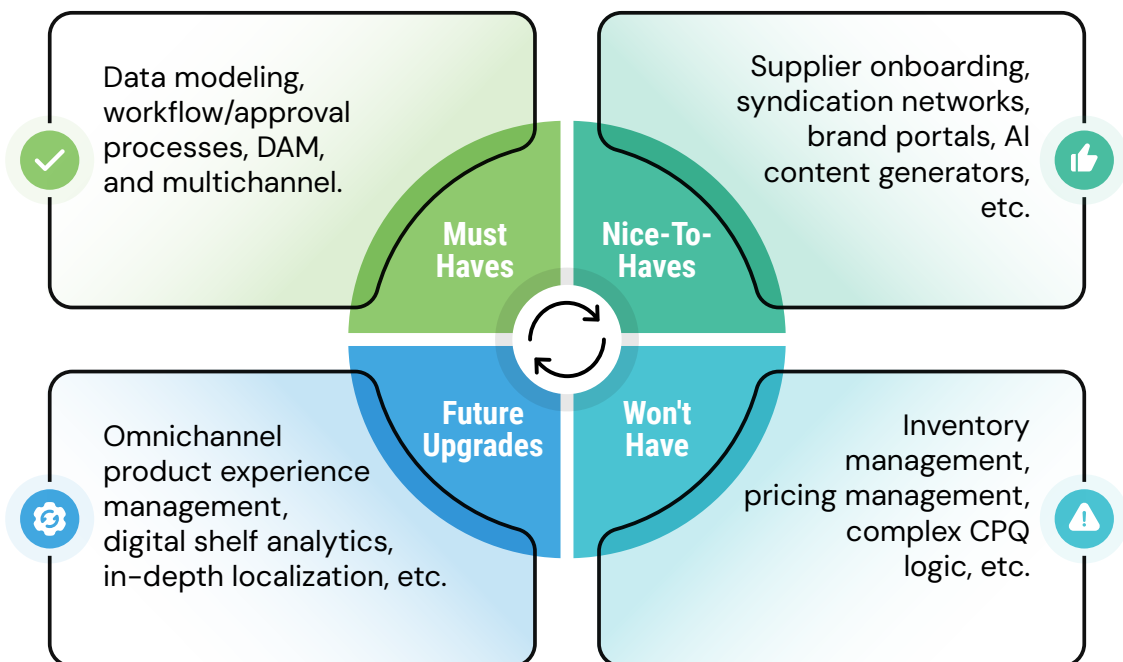 Data modeling,
workflow/approval
processes, DAM,
and multichannel.
Must
Haves
Supplier onboarding,
syndication networks,
brand portals, AI
content generators,
etc.
Nice-To-
Haves
Omnichannel
product experience
management,
digital shelf analytics,
in-depth localization, etc.
Future
Upgrades
Inventory
management,
pricing management,
complex CPQ
logic, etc.
Won't
Have